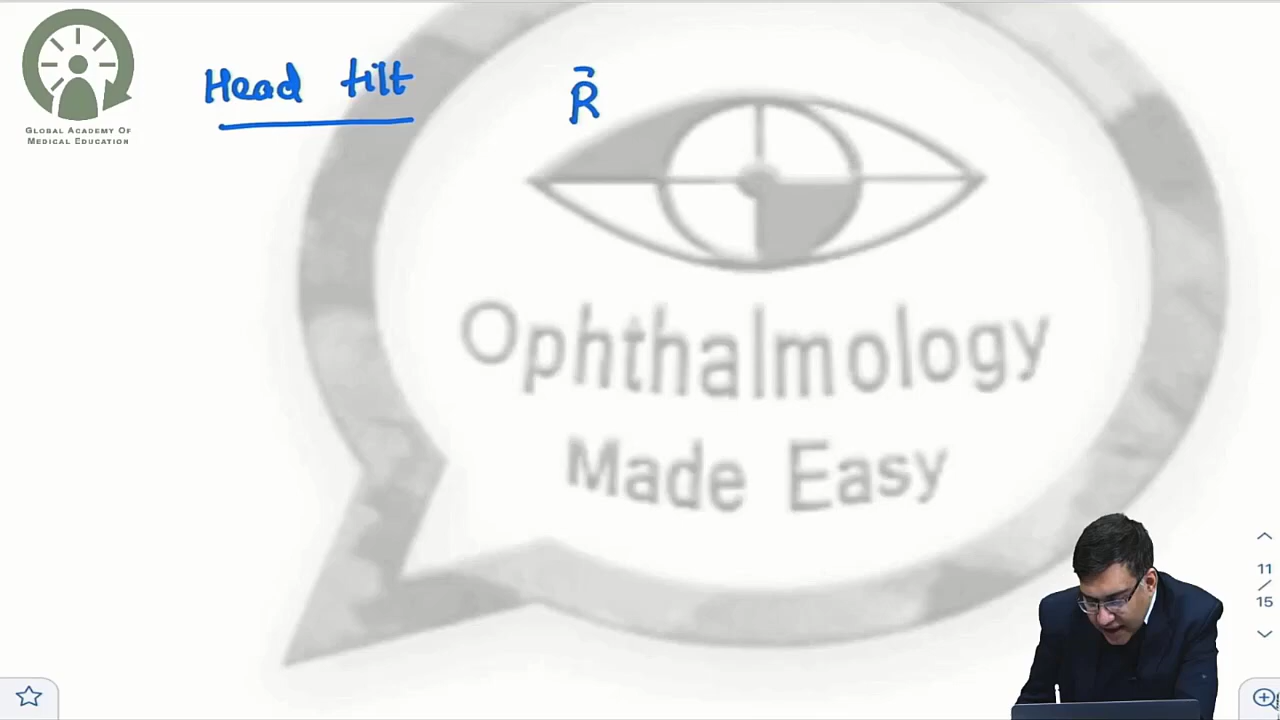 GLOBAL ACADEMY OF
MEDICAL EDUCATION
Head tilt
R
Ophthalmology
Made Easy
11
/
15